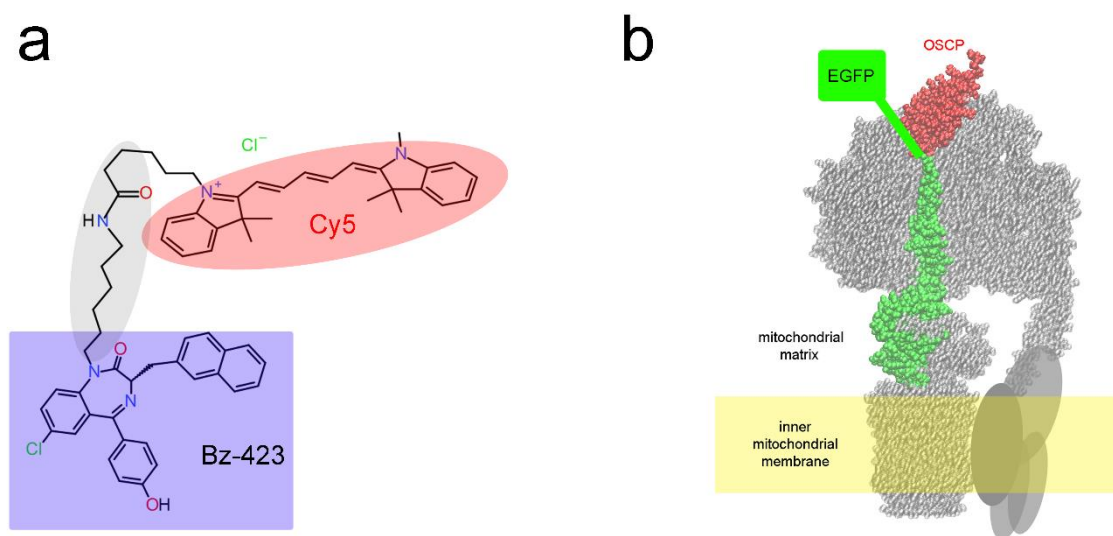 a
Cl⁻
N
N⁺
O
H N
Cy5
O
N
N
Cl
OH
Bz-423
b
OSCP
EGFP
mitochondrial
matrix
inner
mitochondrial
membrane